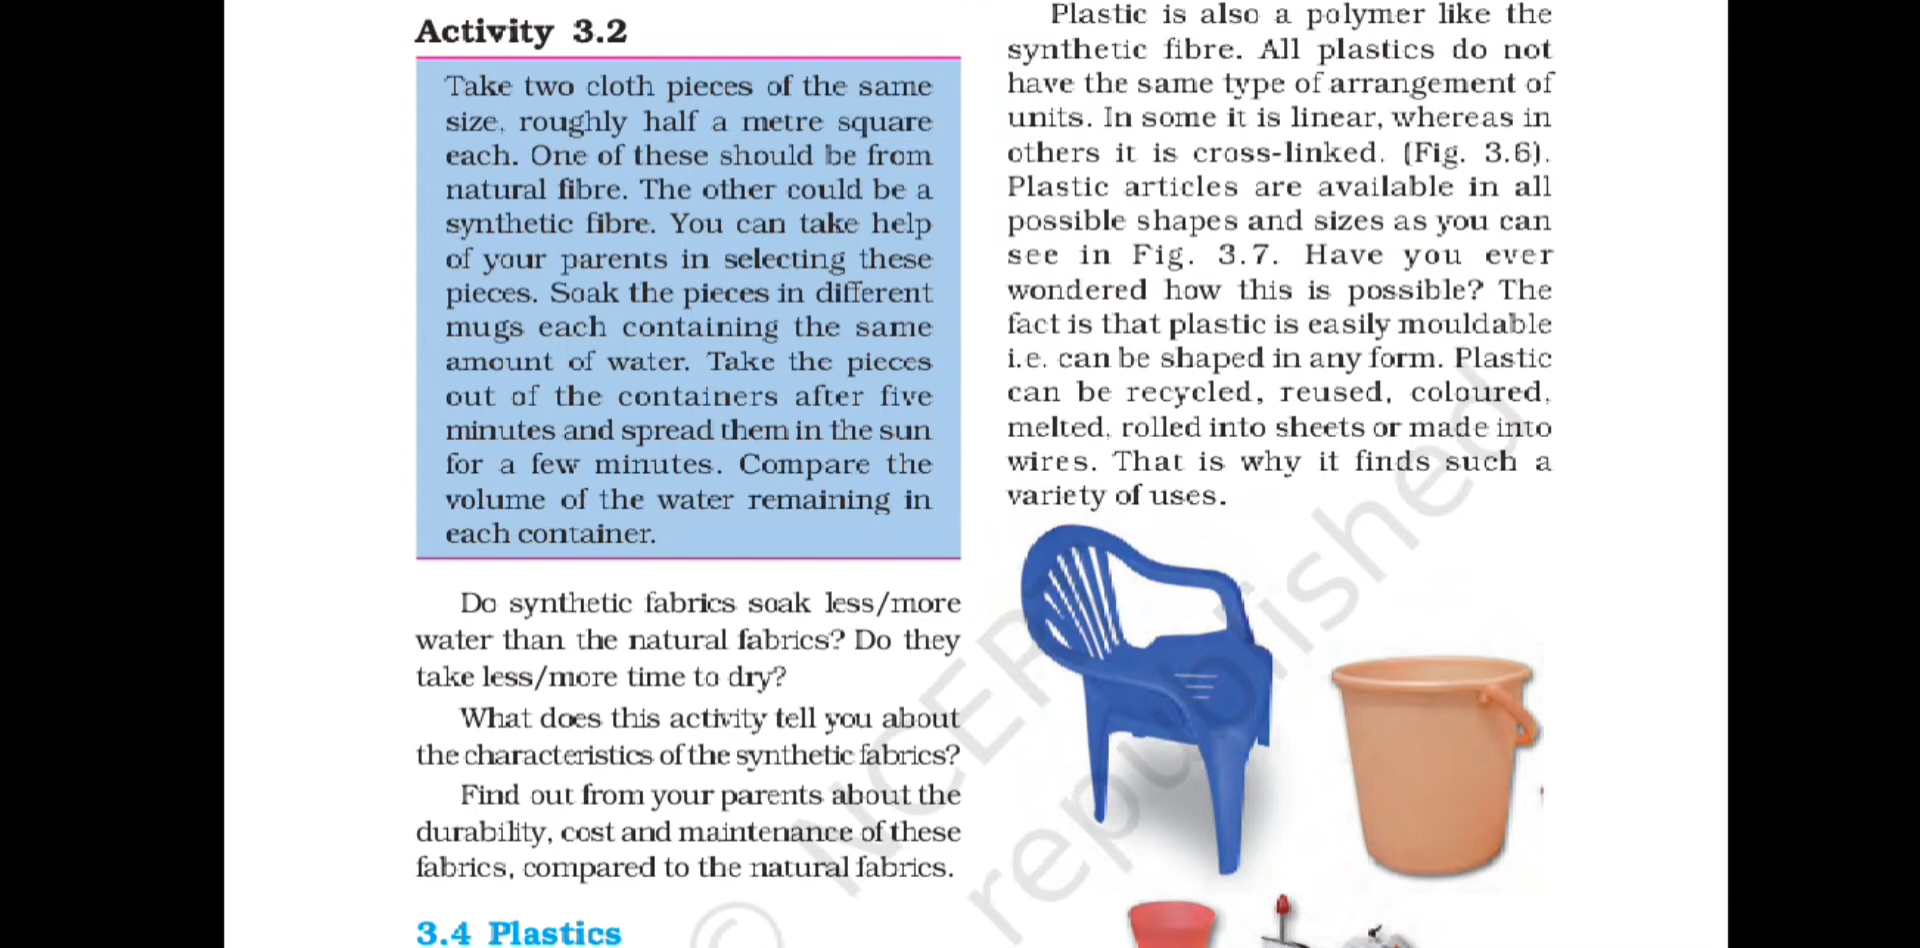 Activity 3.2
Take two cloth pieces of the same
size, roughly half a metre square
each. One of these should be from
natural fibre. The other could be a
synthetic fibre. You can take help
of your parents in selecting these
pieces. Soak the pieces in different
mugs each containing the same
amount of water. Take the pieces
out of the containers after five
minutes and spread them in the sun
for a few minutes. Compare the
volume of the water remaining in
each container.
Do synthetic fabrics soak less/more
water than the natural fabrics? Do they
take less/more time to dry?
What does this activity tell you about
the characteristics of the synthetic fabrics?
Find out from your parents about the
durability, cost and maintenance of these
fabrics, compared to the natural fabrics.
3.4 Plastics
Plastic is also a polymer like the
synthetic fibre. All plastics do not
have the same type of arrangement of
units. In some it is linear, whereas in
others it is cross-linked. (Fig. 3.6).
Plastic articles are available in all
possible shapes and sizes as you can
see in Fig. 3.7. Have you ever
wondered how this is possible? The
fact is that plastic is easily mouldable
i.e. can be shaped in any form. Plastic
can be recycled, reused, coloured,
melted, rolled into sheets or made into
wires. That is why it finds such a
variety of uses.
© NCERT
republished